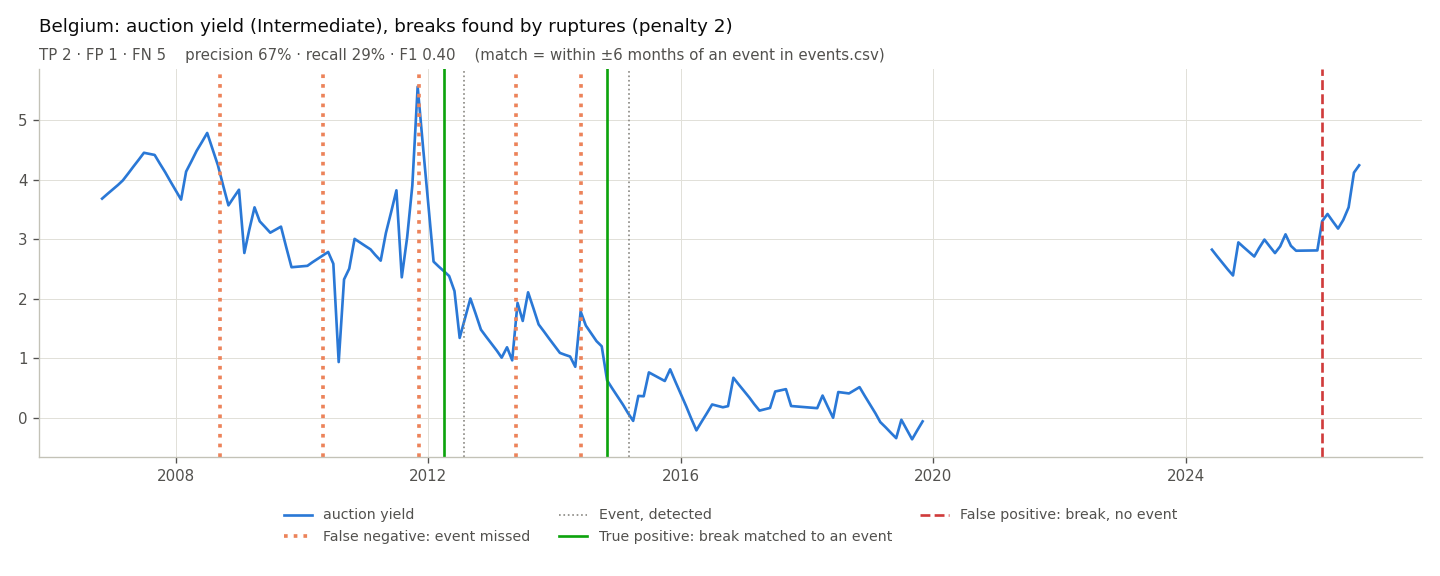 Belgium: auction yield (Intermediate), breaks found by ruptures (penalty 2)
TP 2 · FP 1 · FN 5    precision 67% · recall 29% · F1 0.40    (match = within ±6 months of an event in events.csv)
5
4
3
2
1
0
2008 2012 2016 2020 2024
auction yield
False negative: event missed
Event, detected
True positive: break matched to an event
False positive: break, no event